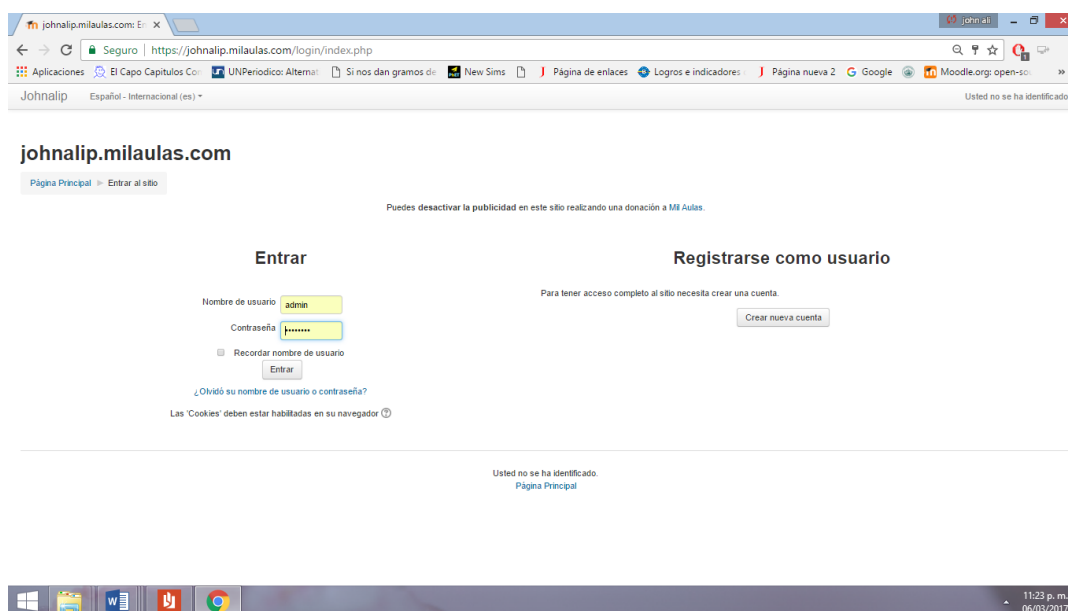 johnalip.milaulas.com: En
john ali
Seguro | https://johnalip.milaulas.com/login/index.php
Aplicaciones El Capo Capitulos Con UNPeriodico: Alternat Si nos dan gramos de New Sims Página de enlaces Logros e indicadores Página nueva 2 Google Moodle.org: open-sou »
Johnalip Español - Internacional (es) Usted no se ha identificado
johnalip.milaulas.com
Página Principal Entrar al sitio
Puedes desactivar la publicidad en este sitio realizando una donación a Mil Aulas.
Entrar
Nombre de usuario admin
Contraseña ••••••••
Recordar nombre de usuario
Entrar
¿Olvidó su nombre de usuario o contraseña?
Las 'Cookies' deben estar habilitadas en su navegador
Registrarse como usuario
Para tener acceso completo al sitio necesita crear una cuenta.
Crear nueva cuenta
Usted no se ha identificado.
Página Principal
11:23 p. m.
06/03/2017